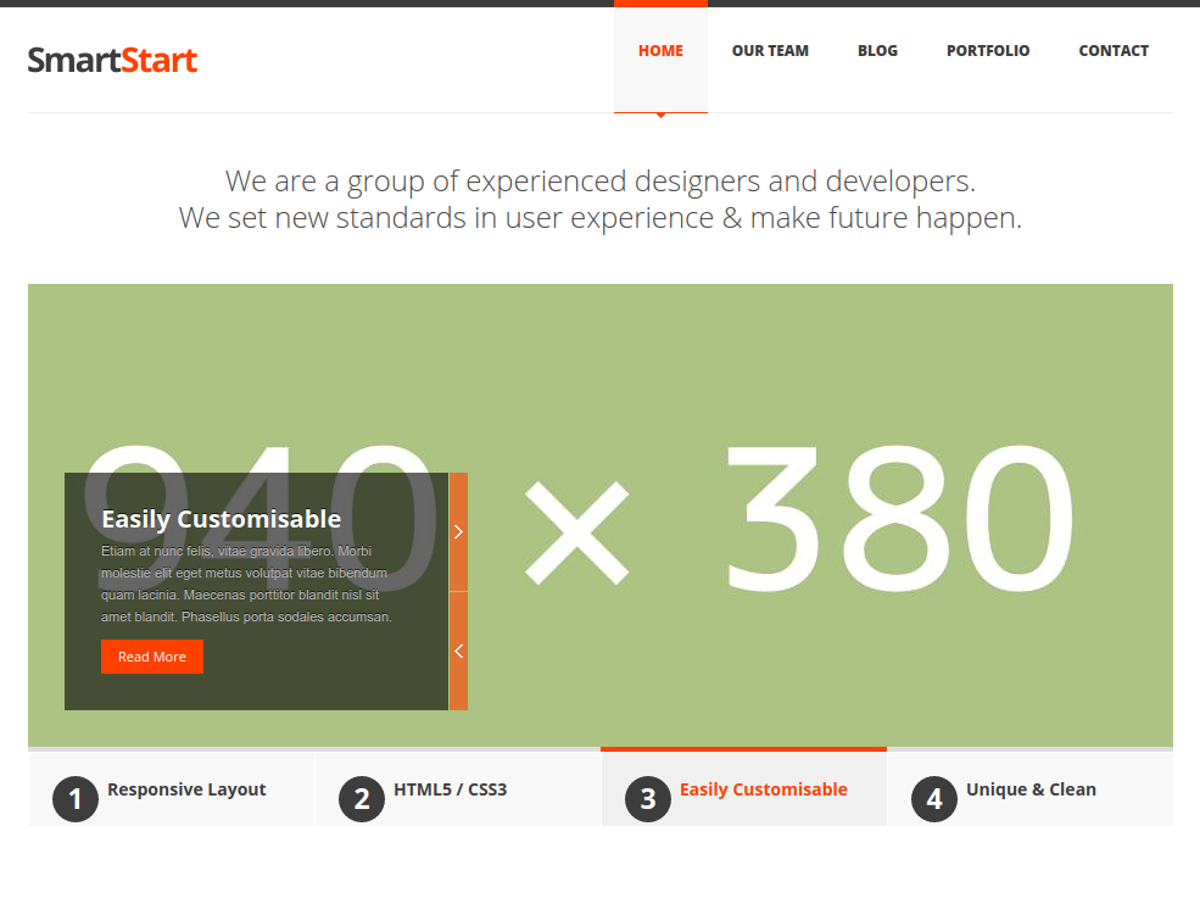 SmartStart
HOME
OUR TEAM
BLOG
PORTFOLIO
CONTACT
We are a group of experienced designers and developers.
We set new standards in user experience & make future happen.
940 × 380
Easily Customisable
Etiam at nunc felis, vitae gravida libero. Morbi
molestie elit eget metus volutpat vitae bibendum
quam lacinia. Maecenas porttitor blandit nisl sit
amet blandit. Phasellus porta sodales accumsan.
Read More
1 Responsive Layout
2 HTML5 / CSS3
3 Easily Customisable
4 Unique & Clean